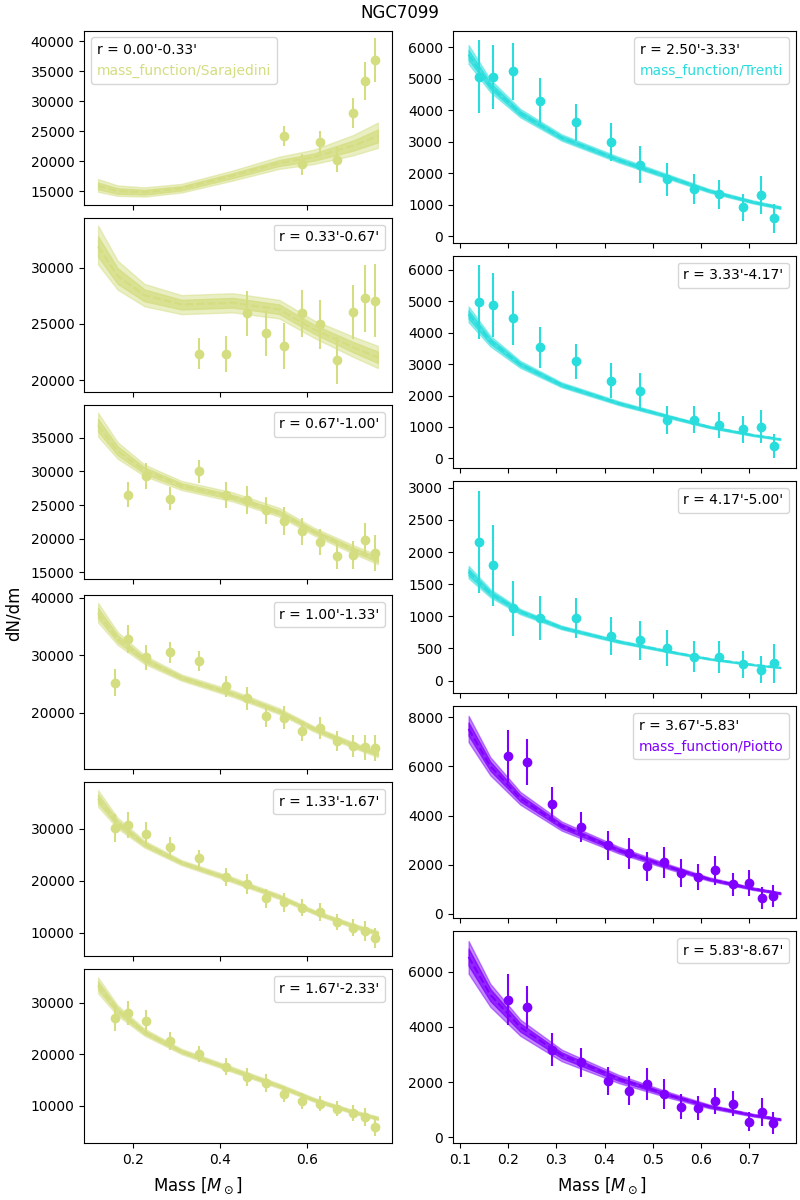 NGC7099
dN/dm
r = 0.00'-0.33'
mass_function/Sarajedini
40000
35000
30000
25000
20000
15000
r = 0.33'-0.67'
30000
25000
20000
r = 0.67'-1.00'
35000
30000
25000
20000
15000
r = 1.00'-1.33'
40000
30000
20000
r = 1.33'-1.67'
30000
20000
10000
r = 1.67'-2.33'
30000
20000
10000
0.2 0.4 0.6
Mass [M⊙]
r = 2.50'-3.33'
mass_function/Trenti
6000
5000
4000
3000
2000
1000
0
r = 3.33'-4.17'
6000
5000
4000
3000
2000
1000
0
r = 4.17'-5.00'
3000
2500
2000
1500
1000
500
0
r = 3.67'-5.83'
mass_function/Piotto
8000
6000
4000
2000
0
r = 5.83'-8.67'
6000
4000
2000
0
0.1 0.2 0.3 0.4 0.5 0.6 0.7
Mass [M⊙]